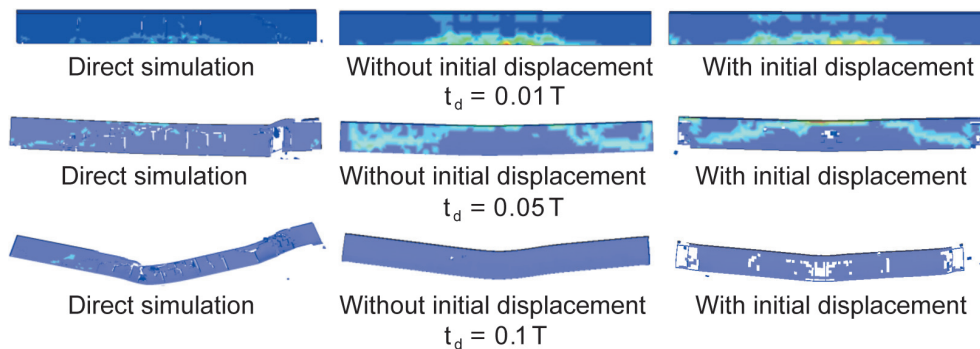 Direct simulation
Without initial displacement
With initial displacement
t_d = 0.01 T
Direct simulation
Without initial displacement
With initial displacement
t_d = 0.05 T
Direct simulation
Without initial displacement
With initial displacement
t_d = 0.1 T